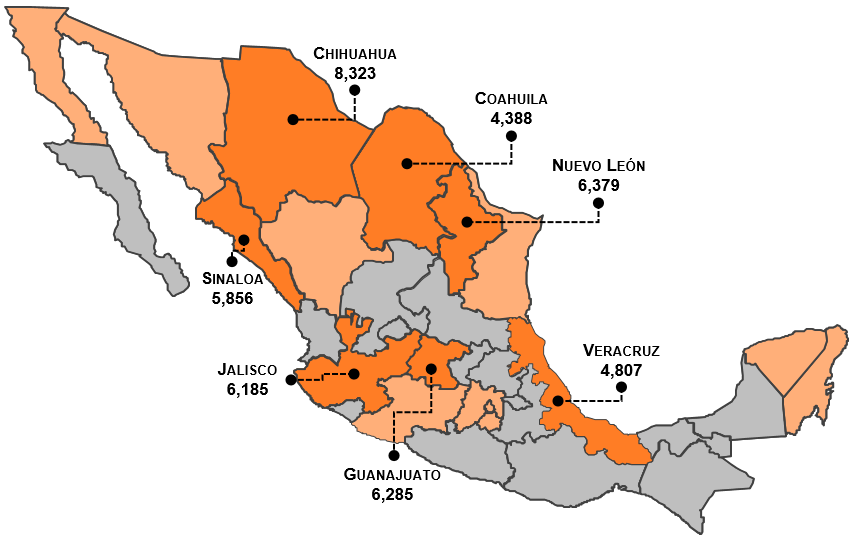 CHIHUAHUA
8,323
COAHUILA
4,388
NUEVO LEÓN
6,379
SINALOA
5,856
JALISCO
6,185
VERACRUZ
4,807
GUANAJUATO
6,285